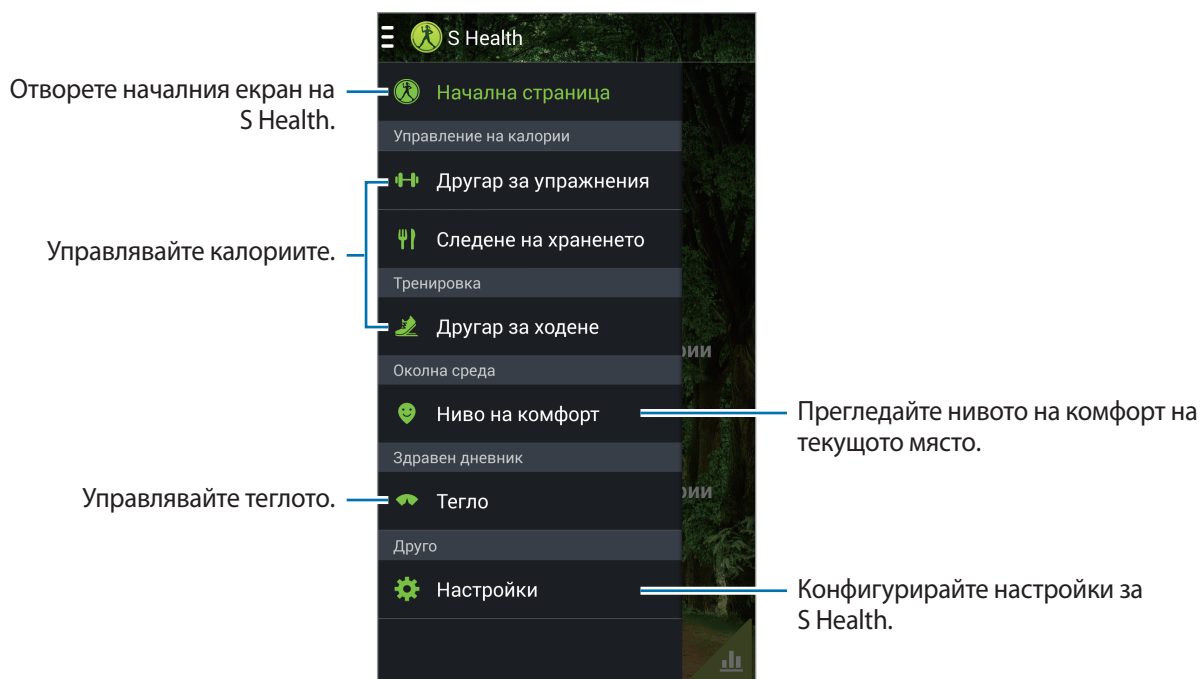 S Health
Отворете началния екран на
S Health.
Начална страница
Управление на калории
Другар за упражнения
Управлявайте калориите.
Следене на храненето
Тренировка
Другар за ходене
рии
Околна среда
Ниво на комфорт
Прегледайте нивото на комфорт на
текущото място.
Здравен дневник
Управлявайте теглото.
Тегло
рии
Друго
Настройки
Конфигурирайте настройки за
S Health.